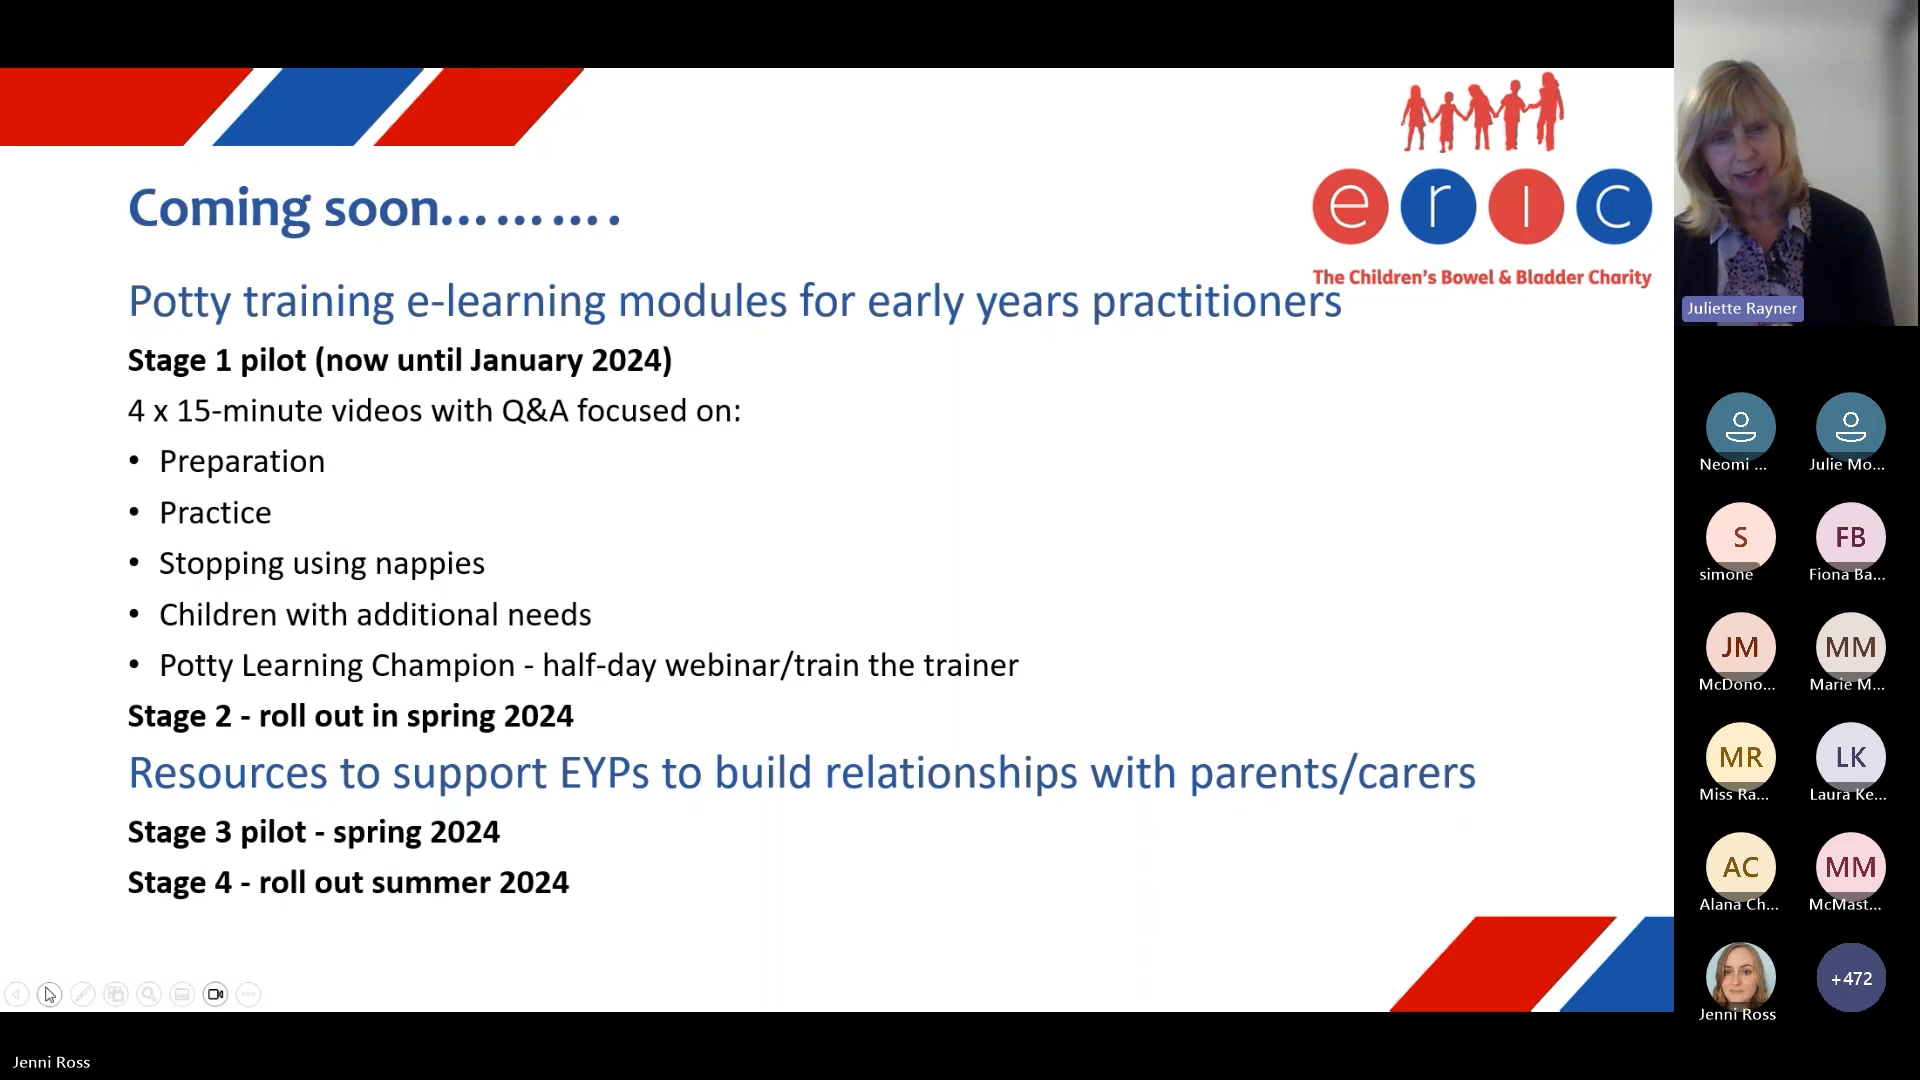 Coming soon..........
eric
The Children's Bowel & Bladder Charity
Potty training e-learning modules for early years practitioners
Stage 1 pilot (now until January 2024)
4 x 15-minute videos with Q&A focused on:
• Preparation
• Practice
• Stopping using nappies
• Children with additional needs
• Potty Learning Champion - half-day webinar/train the trainer
Stage 2 - roll out in spring 2024
Resources to support EYPs to build relationships with parents/carers
Stage 3 pilot - spring 2024
Stage 4 - roll out summer 2024
Jenni Ross
Juliette Rayner
Neomi ...
Julie Mo...
S
simone
FB
Fiona Ba...
JM
McDono...
MM
Marie M...
MR
Miss Ra...
LK
Laura Ke...
AC
Alana Ch...
MM
McMast...
Jenni Ross
+472